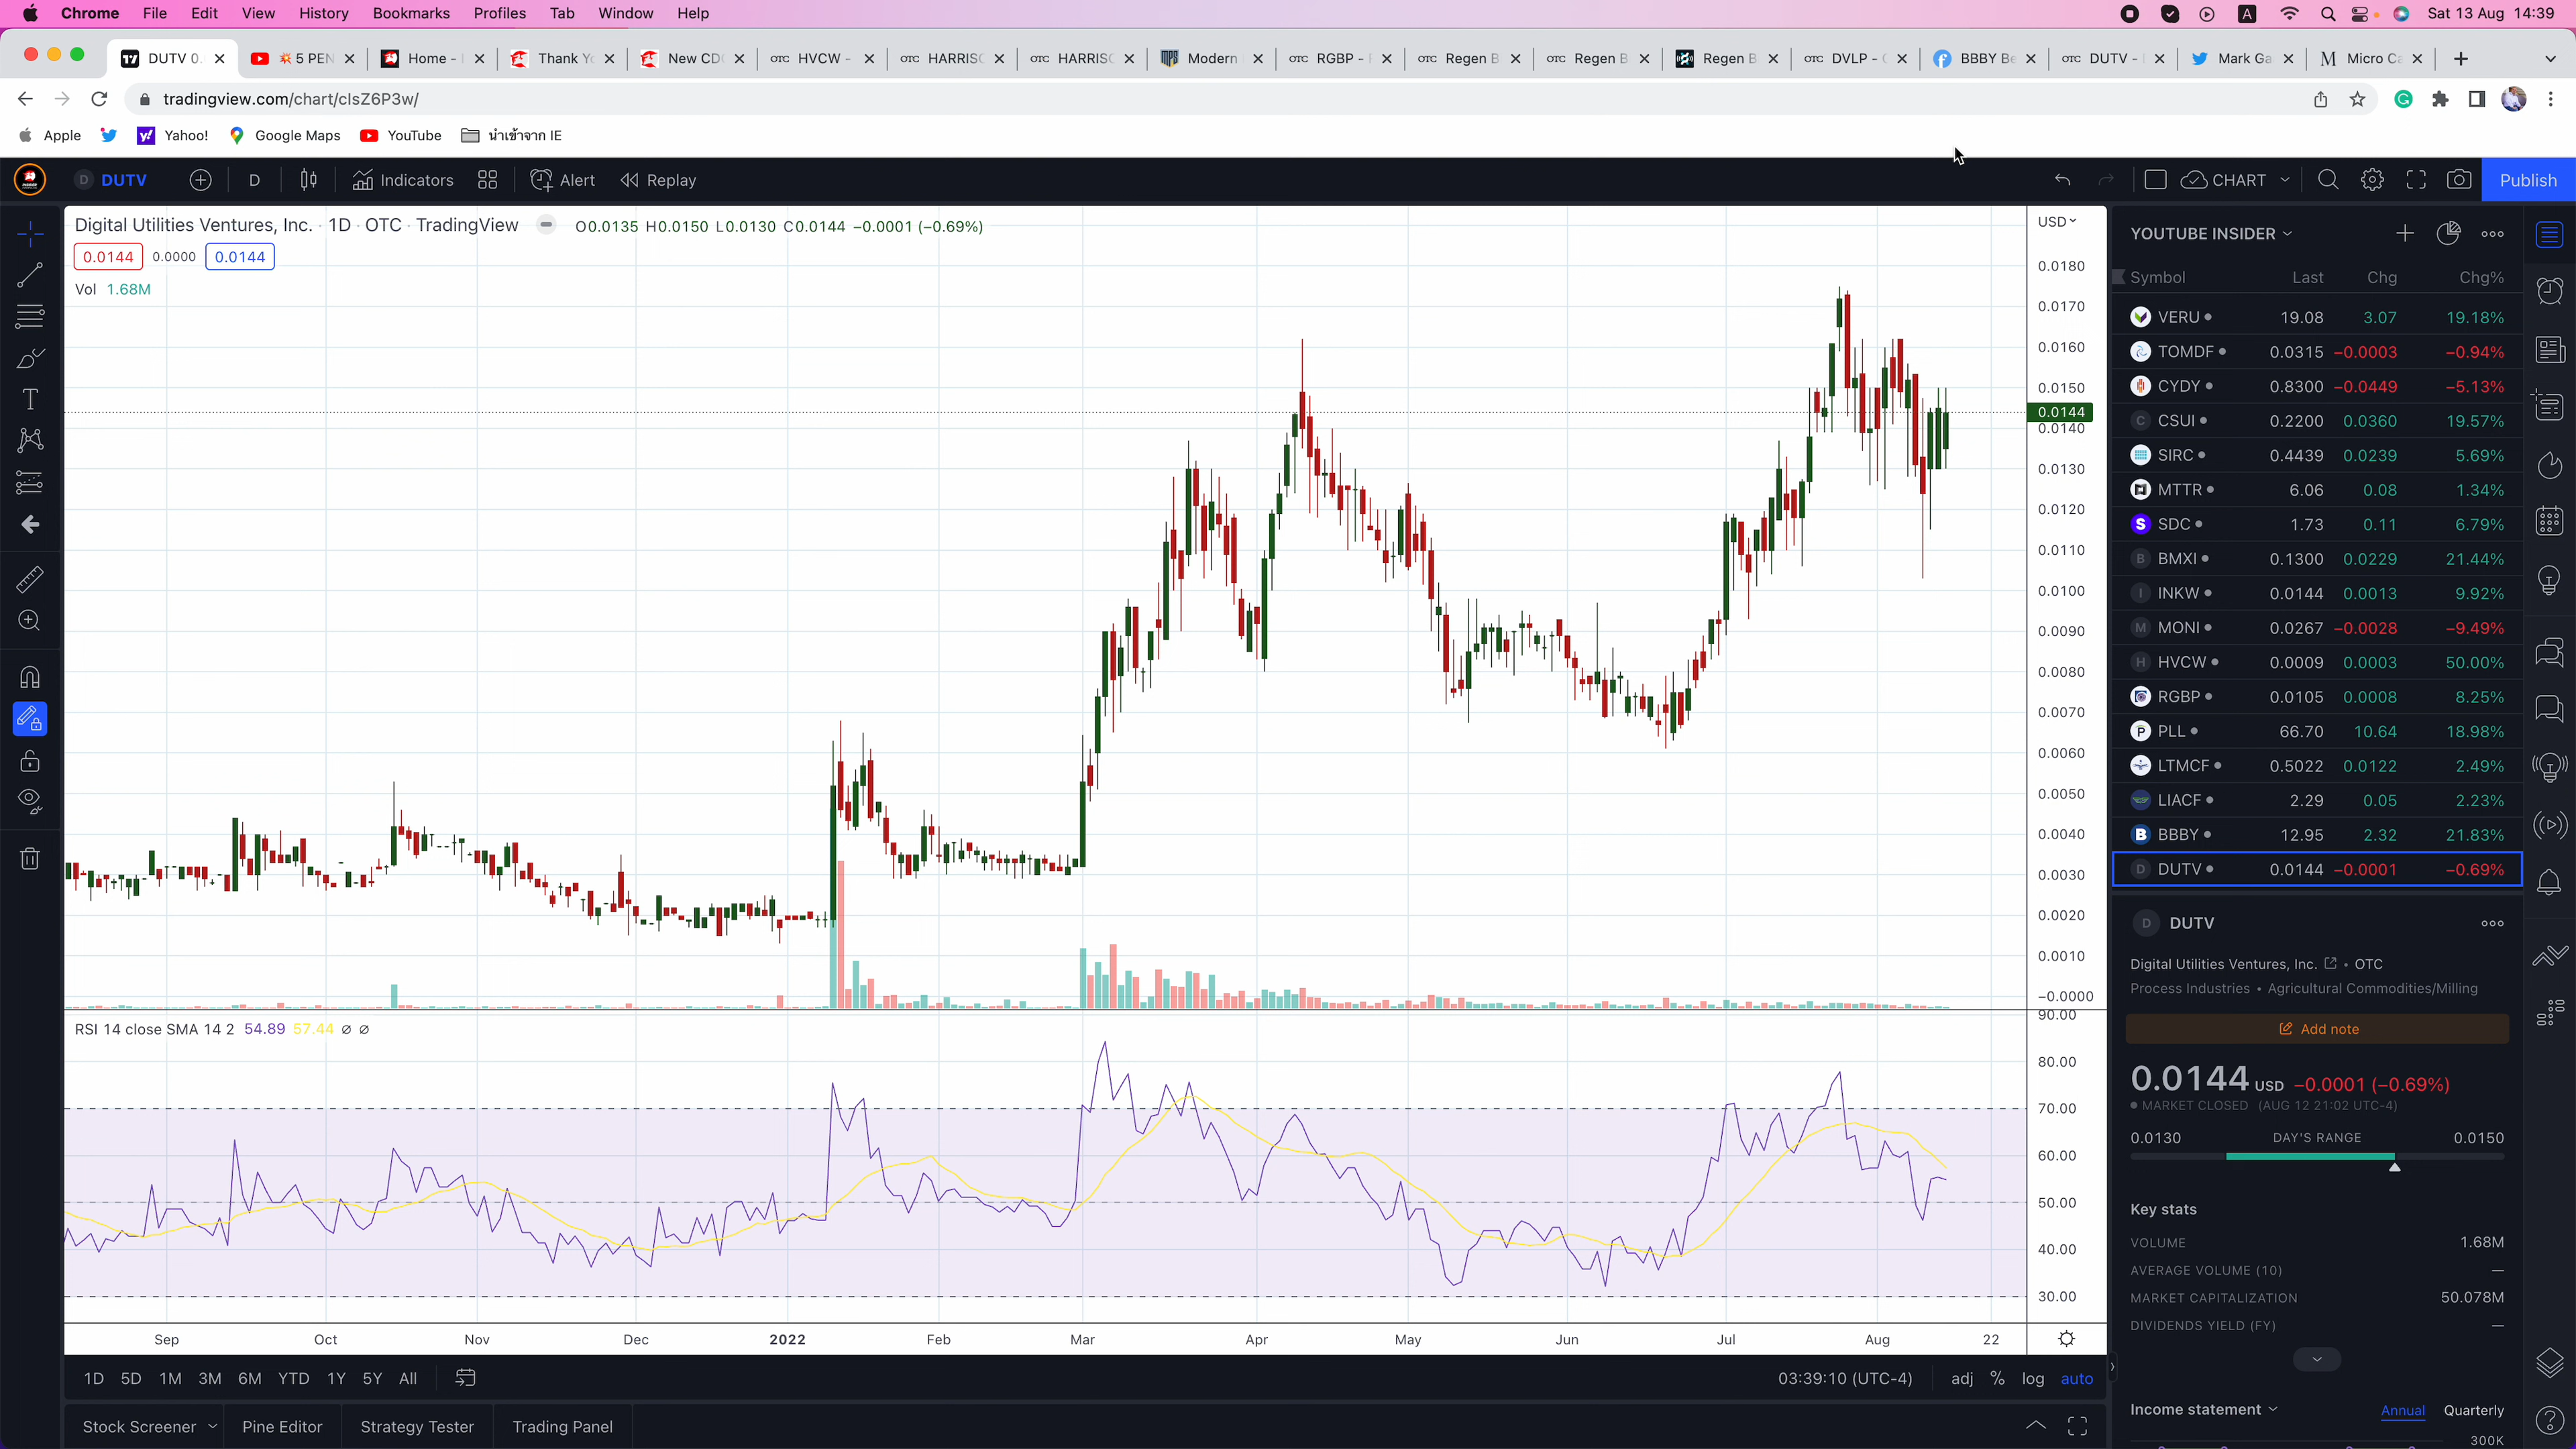 Chrome File Edit View History Bookmarks Profiles Tab Window Help A Sat 13 Aug 14:39
DUTV 0. 5 PEN Home - Thank Yo New CD OTC HVCW - OTC HARRIS OTC HARRIS Modern OTC RGBP - OTC Regen B OTC Regen B Regen B OTC DVLP - BBBY Be OTC DUTV - Mark Ga M Micro Ca
tradingview.com/chart/clsZ6P3w/
Apple Yahoo! Google Maps YouTube นำเข้าจาก IE
D DUTV D Indicators Alert Replay CHART Publish
Digital Utilities Ventures, Inc. · 1D · OTC · TradingView O0.0135 H0.0150 L0.0130 C0.0144 −0.0001 (−0.69%)
0.0144 0.0000 0.0144
Vol 1.68M
USD
0.0180
0.0170
0.0160
0.0150
0.0144
0.0140
0.0130
0.0120
0.0110
0.0100
0.0090
0.0080
0.0070
0.0060
0.0050
0.0040
0.0030
0.0020
0.0010
−0.0000
RSI 14 close SMA 14 2 54.89 57.44 ⌀ ⌀
90.00
80.00
70.00
60.00
50.00
40.00
30.00
Sep Oct Nov Dec 2022 Feb Mar Apr May Jun Jul Aug 22
1D 5D 1M 3M 6M YTD 1Y 5Y All 03:39:10 (UTC-4) adj % log auto
Stock Screener Pine Editor Strategy Tester Trading Panel
YOUTUBE INSIDER
Symbol Last Chg Chg%
VERU 19.08 3.07 19.18%
TOMDF 0.0315 −0.0003 −0.94%
CYDY 0.8300 −0.0449 −5.13%
C CSUI 0.2200 0.0360 19.57%
SIRC 0.4439 0.0239 5.69%
MTTR 6.06 0.08 1.34%
S SDC 1.73 0.11 6.79%
B BMXI 0.1300 0.0229 21.44%
I INKW 0.0144 0.0013 9.92%
M MONI 0.0267 −0.0028 −9.49%
H HVCW 0.0009 0.0003 50.00%
RGBP 0.0105 0.0008 8.25%
P PLL 66.70 10.64 18.98%
LTMCF 0.5022 0.0122 2.49%
LIACF 2.29 0.05 2.23%
B BBBY 12.95 2.32 21.83%
D DUTV 0.0144 −0.0001 −0.69%
D DUTV
Digital Utilities Ventures, Inc. • OTC
Process Industries • Agricultural Commodities/Milling
Add note
0.0144 USD −0.0001 (−0.69%)
MARKET CLOSED (AUG 12 21:02 UTC-4)
0.0130 DAY'S RANGE 0.0150
Key stats
VOLUME 1.68M
AVERAGE VOLUME (10) —
MARKET CAPITALIZATION 50.078M
DIVIDENDS YIELD (FY) —
Income statement Annual Quarterly
300K